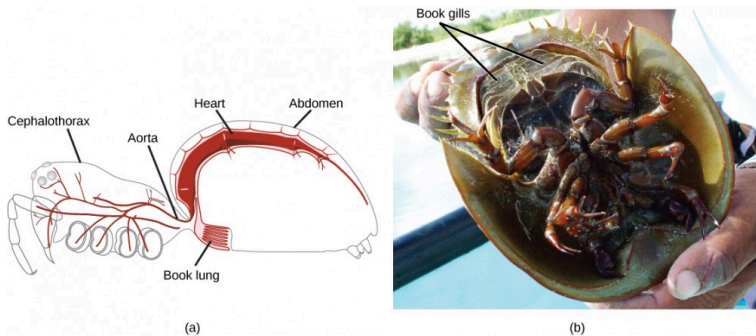 Book gills
Heart
Abdomen
Cephalothorax
Aorta
Book lung
(a)
(b)